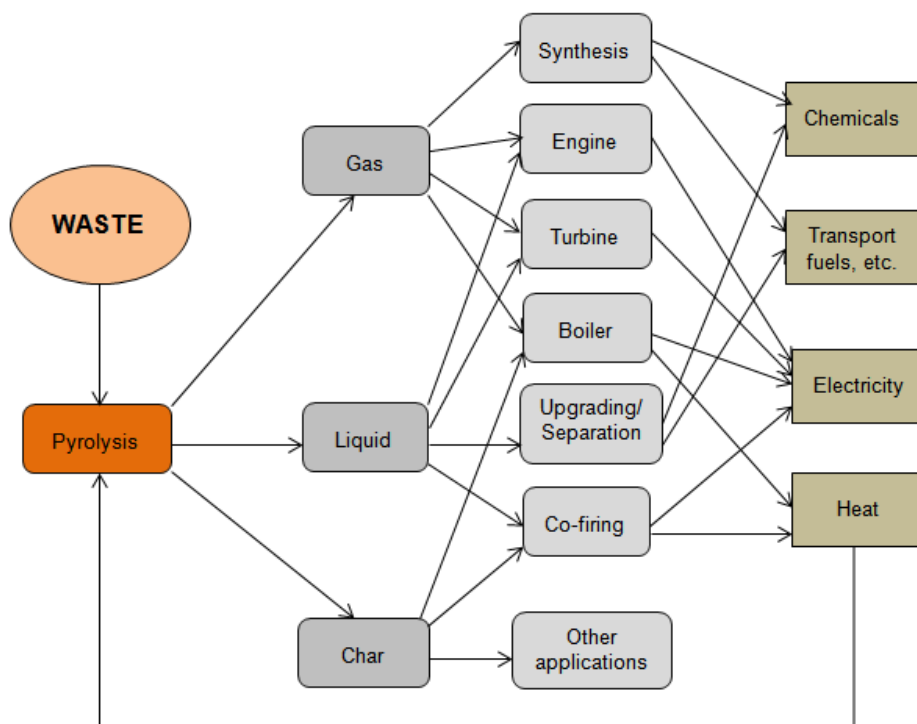 WASTE
Pyrolysis
Gas
Liquid
Char
Synthesis
Engine
Turbine
Boiler
Upgrading/
Separation
Co-firing
Other
applications
Chemicals
Transport
fuels, etc.
Electricity
Heat